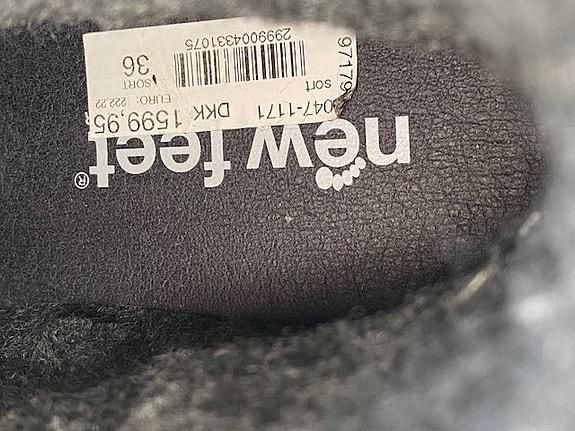 new feet®
047-1171 DKK 1599,95
EURO: 222,22
sort
SORT
36
97179
2999004331075